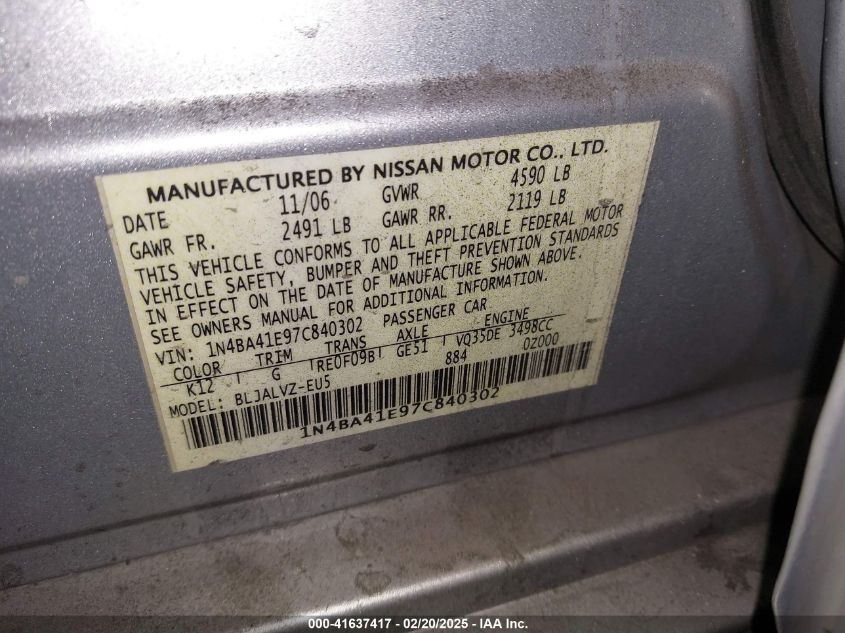 MANUFACTURED BY NISSAN MOTOR CO., LTD.
DATE 11/06 GVWR 4590 LB
GAWR FR. 2491 LB GAWR RR. 2119 LB
THIS VEHICLE CONFORMS TO ALL APPLICABLE FEDERAL MOTOR
VEHICLE SAFETY, BUMPER AND THEFT PREVENTION STANDARDS
IN EFFECT ON THE DATE OF MANUFACTURE SHOWN ABOVE.
SEE OWNERS MANUAL FOR ADDITIONAL INFORMATION.
VIN: 1N4BA41E97C840302 PASSENGER CAR
COLOR TRIM TRANS AXLE ENGINE
K12 G RE0F09B GE51 VQ35DE 3498CC
MODEL: BLJALVZ-EU5 884 0Z000
1N4BA41E97C840302
000-41637417 - 02/20/2025 - IAA Inc.